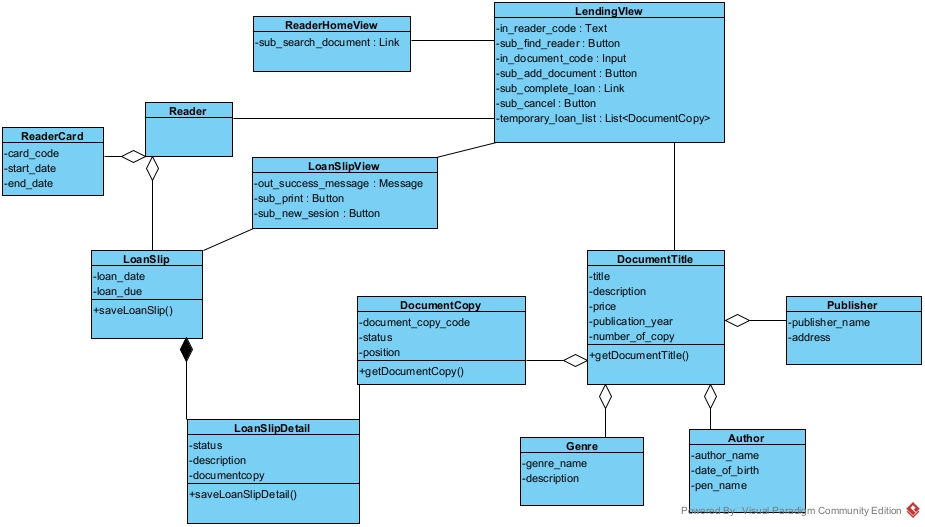 ReaderHomeView
-sub_search_document : Link
LendingVIew
-in_reader_code : Text
-sub_find_reader : Button
-in_document_code : Input
-sub_add_document : Button
-sub_complete_loan : Link
-sub_cancel : Button
-temporary_loan_list : List<DocumentCopy>
Reader
ReaderCard
-card_code
-start_date
-end_date
LoanSlipView
-out_success_message : Message
-sub_print : Button
-sub_new_sesion : Button
LoanSlip
-loan_date
-loan_due
+saveLoanSlip()
DocumentTitle
-title
-description
-price
-publication_year
-number_of_copy
+getDocumentTitle()
DocumentCopy
-document_copy_code
-status
-position
+getDocumentCopy()
Publisher
-publisher_name
-address
LoanSlipDetail
-status
-description
-documentcopy
+saveLoanSlipDetail()
Genre
-genre_name
-description
Author
-author_name
-date_of_birth
-pen_name
Powered By Visual Paradigm Community Edition